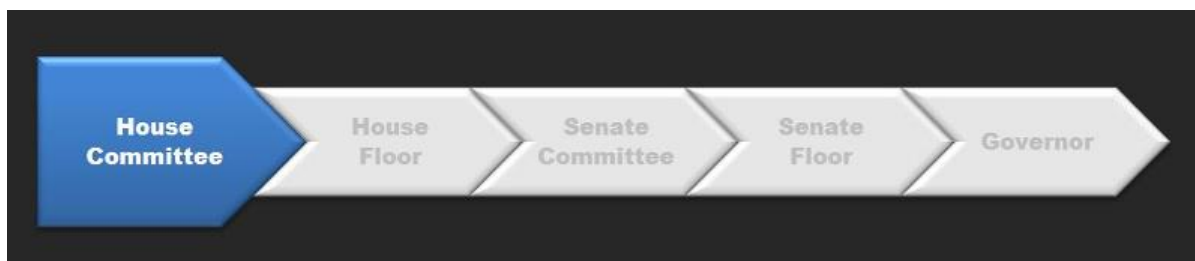 House
Committee
House
Floor
Senate
Committee
Senate
Floor
Governor